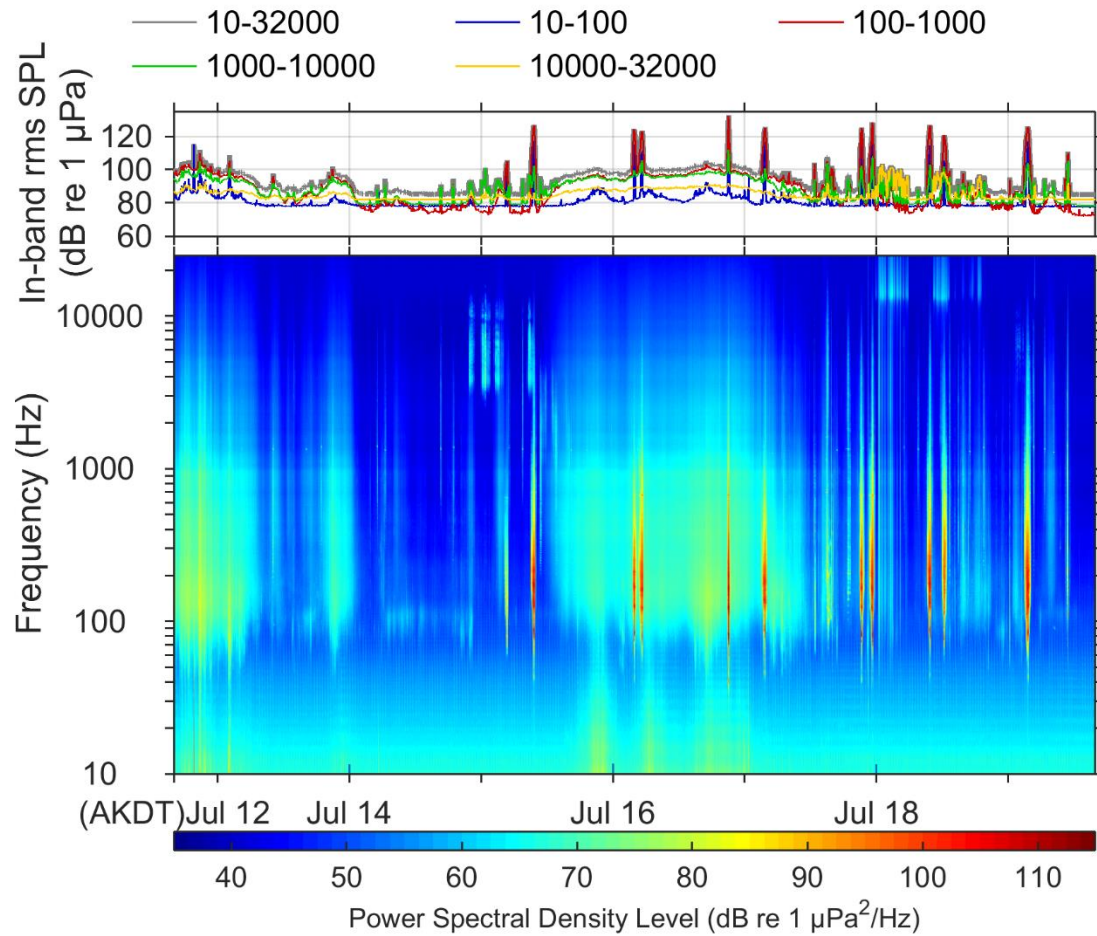 10-32000 10-100 100-1000
1000-10000 10000-32000
In-band rms SPL
(dB re 1 µPa)
120
100
80
60
Frequency (Hz)
10000
1000
100
10
(AKDT) Jul 12 Jul 14 Jul 16 Jul 18
40 50 60 70 80 90 100 110
Power Spectral Density Level (dB re 1 µPa²/Hz)